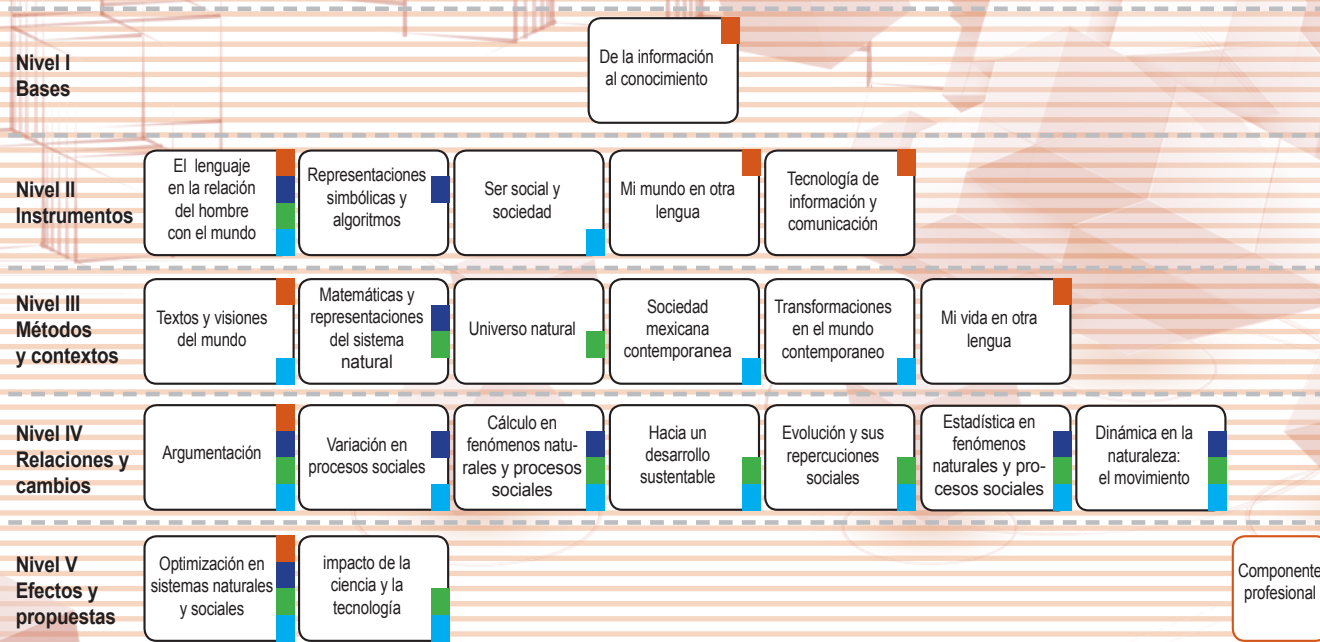 Nivel I
Bases
De la información
al conocimiento
Nivel II
Instrumentos
El lenguaje
en la relación
del hombre
con el mundo
Representaciones
simbólicas y
algoritmos
Ser social y
sociedad
Mi mundo en otra
lengua
Tecnología de
información y
comunicación
Nivel III
Métodos
y contextos
Textos y visiones
del mundo
Matemáticas y
representaciones
del sistema
natural
Universo natural
Sociedad
mexicana
contemporanea
Transformaciones
en el mundo
contemporaneo
Mi vida en otra
lengua
Nivel IV
Relaciones y
cambios
Argumentación
Variación en
procesos sociales
Cálculo en
fenómenos natu-
rales y procesos
sociales
Hacia un
desarrollo
sustentable
Evolución y sus
repercuciones
sociales
Estadística en
fenómenos
naturales y pro-
cesos sociales
Dinámica en la
naturaleza:
el movimiento
Nivel V
Efectos y
propuestas
Optimización en
sistemas naturales
y sociales
impacto de la
ciencia y la
tecnología
Componente
profesional